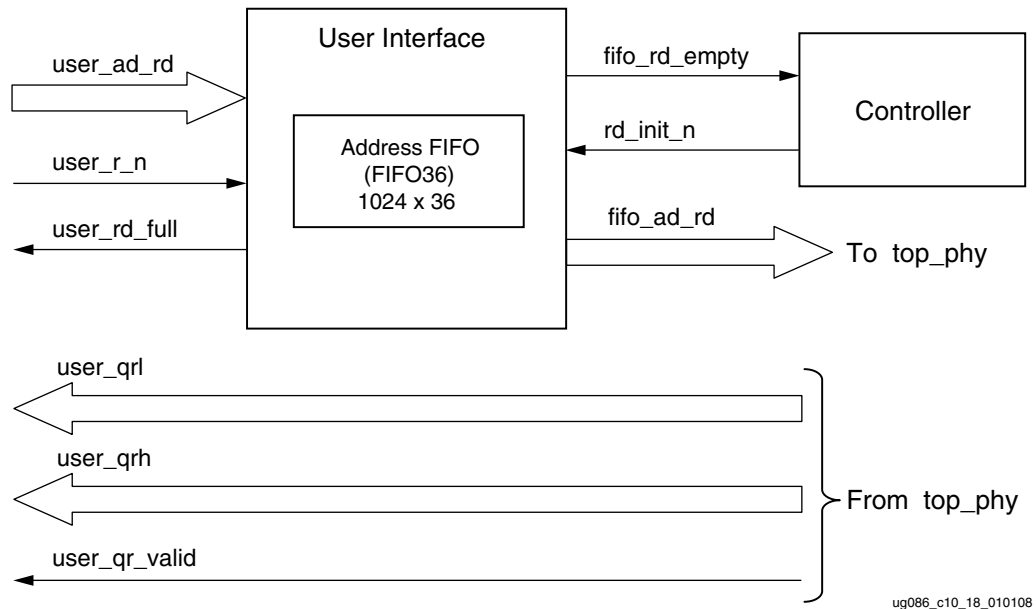 User Interface
user_ad_rd
fifo_rd_empty
Controller
rd_init_n
Address FIFO
(FIFO36)
1024 x 36
user_r_n
user_rd_full
fifo_ad_rd
To top_phy
user_qrl
user_qrh
From top_phy
user_qr_valid
ug086_c10_18_010108